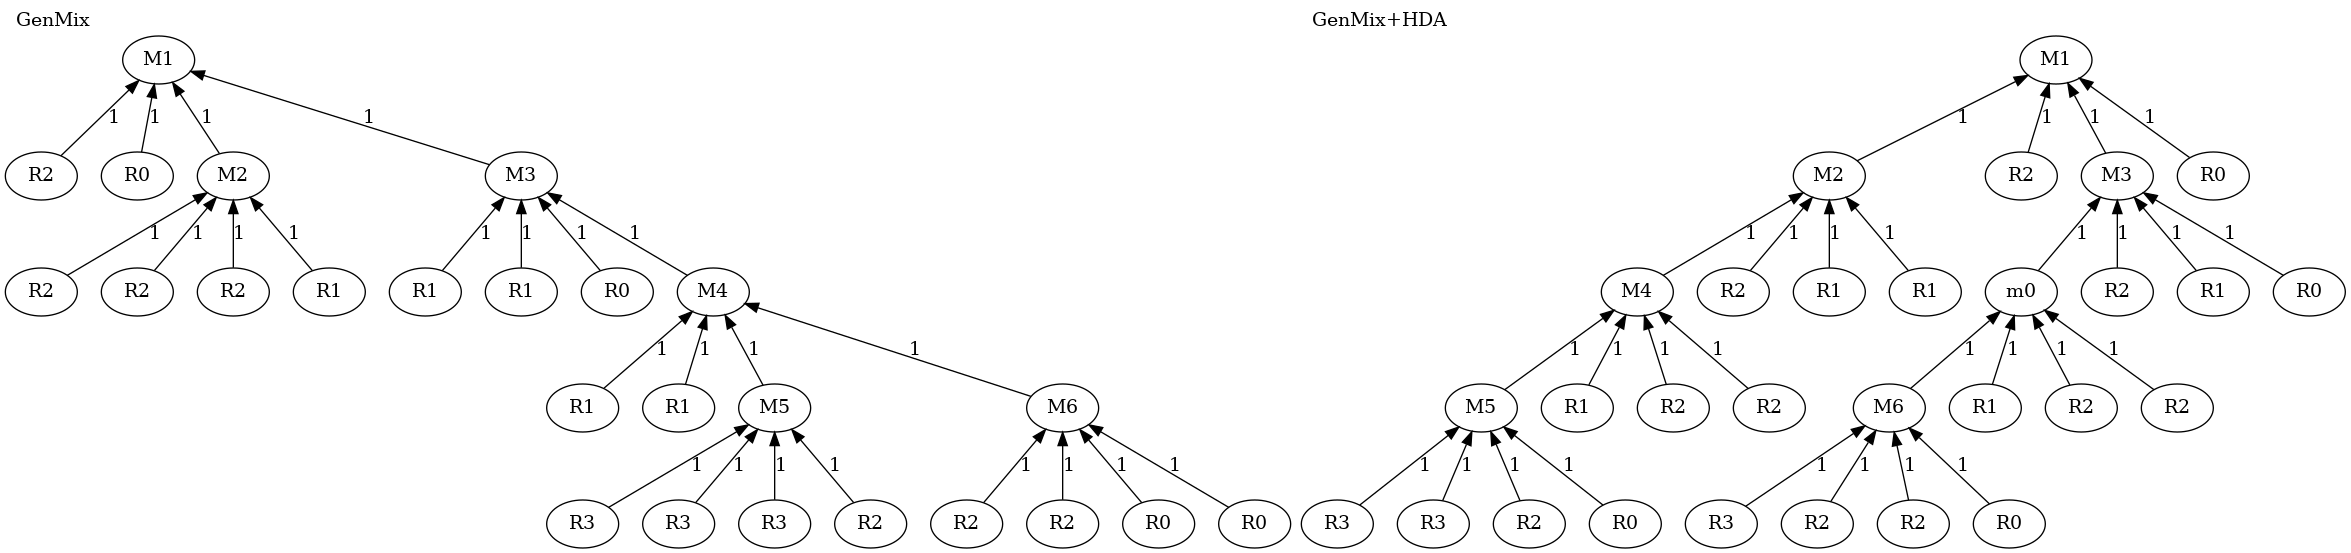 GenMix GenMix+HDA
M1 M1
1 1 1 1 1 1 1 1
R2 R0 M2 M3 M2 R2 M3 R0
1 1 1 1 1 1 1 1 1 1 1 1 1 1 1 1
R2 R2 R2 R1 R1 R1 R0 M4 M4 R2 R1 R1 m0 R2 R1 R0
1 1 1 1 1 1 1 1 1 1 1 1
R1 R1 M5 M6 M5 R1 R2 R2 M6 R1 R2 R2
1 1 1 1 1 1 1 1 1 1 1 1 1 1 1 1
R3 R3 R3 R2 R2 R2 R0 R0 R3 R3 R2 R0 R3 R2 R2 R0